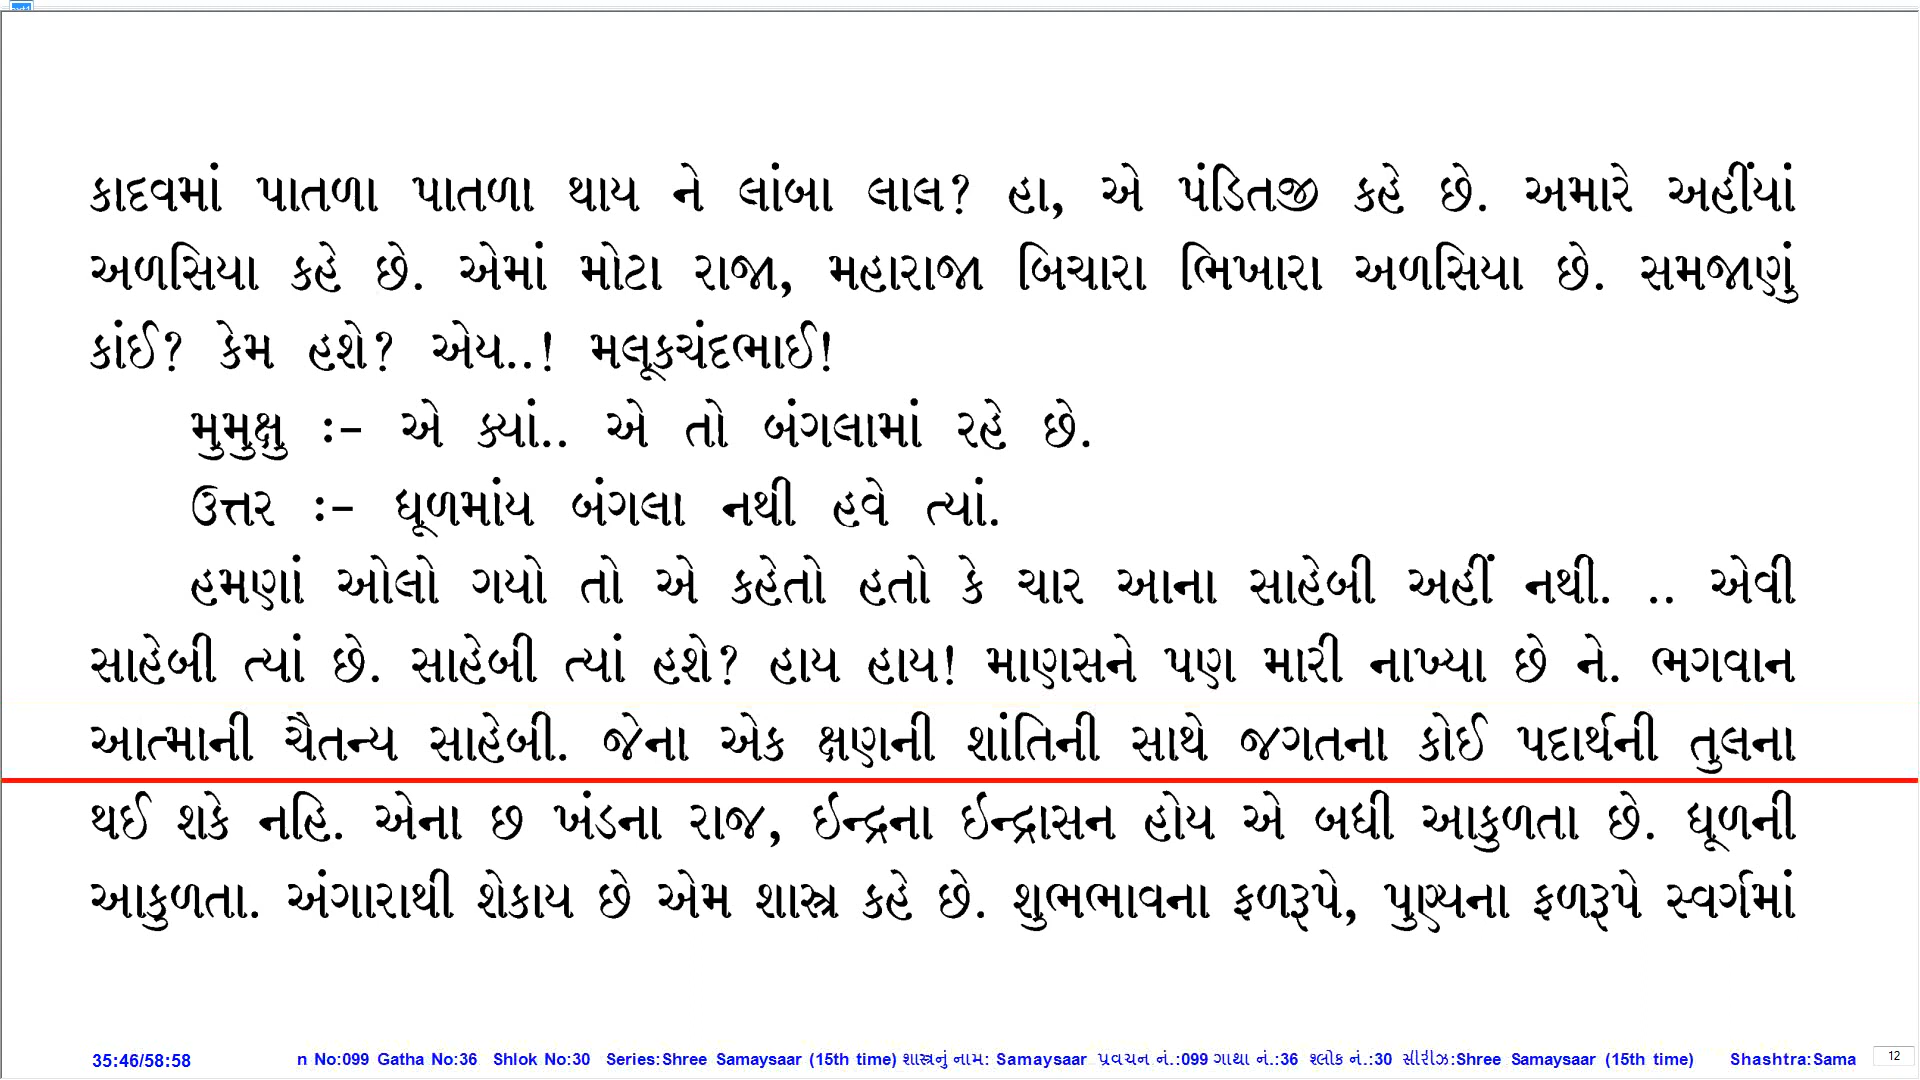 કાદવમાં પાતળા પાતળા થાય ને લાંબા લાલ? હા, એ પંડિતજી કહે છે. અમારે અહીંયાં
અળસિયા કહે છે. એમાં મોટા રાજા, મહારાજા બિચારા ભિખારા અળસિયા છે. સમજાણું
કાંઈ? કેમ હશે? એય..! મલૂકચંદભાઈ!
મુમુક્ષુ :- એ ક્યાં.. એ તો બંગલામાં રહે છે.
ઉત્તર :- ધૂળમાંય બંગલા નથી હવે ત્યાં.
હમણાં ઓલો ગયો તો એ કહેતો હતો કે ચાર આના સાહેબી અહીં નથી. .. એવી
સાહેબી ત્યાં છે. સાહેબી ત્યાં હશે? હાય હાય! માણસને પણ મારી નાખ્યા છે ને. ભગવાન
આત્માની ચૈતન્ય સાહેબી. જેના એક ક્ષણની શાંતિની સાથે જગતના કોઈ પદાર્થની તુલના
થઈ શકે નહિ. એના છ ખંડના રાજ, ઈન્દ્રના ઈન્દ્રાસન હોય એ બધી આકુળતા છે. ધૂળની
આકુળતા. અંગારાથી શેકાય છે એમ શાસ્ત્ર કહે છે. શુભભાવના ફળરૂપે, પુણ્યના ફળરૂપે સ્વર્ગમાં
35:46/58:58 n No:099 Gatha No:36 Shlok No:30 Series:Shree Samaysaar (15th time) શાસ્ત્રનું નામ: Samaysaar પ્રવચન નં.:099 ગાથા નં.:36 શ્લોક નં.:30 સીરીઝ:Shree Samaysaar (15th time) Shashtra:Sama 12